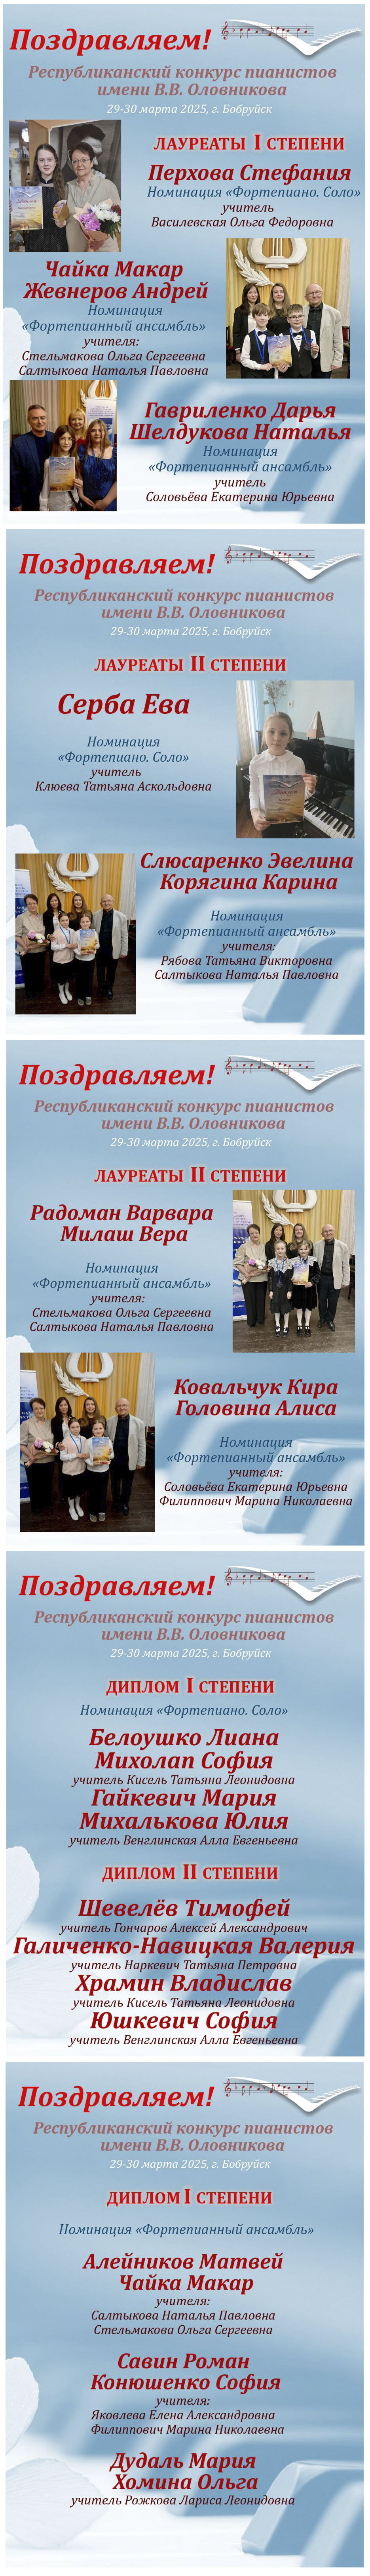 Поздравляем!
Республиканский конкурс пианистов
имени В.В. Оловникова
29-30 марта 2025, г. Бобруйск
ЛАУРЕАТЫ I СТЕПЕНИ
Перхова Стефания
Номинация «Фортепиано. Соло»
учитель
Василевская Ольга Федоровна
Чайка Макар
Жевнеров Андрей
Номинация
«Фортепианный ансамбль»
учителя:
Стельмакова Ольга Сергеевна
Салтыкова Наталья Павловна
Гавриленко Дарья
Шелдукова Наталья
Номинация
«Фортепианный ансамбль»
учитель
Соловьёва Екатерина Юрьевна
Поздравляем!
Республиканский конкурс пианистов
имени В.В. Оловникова
29-30 марта 2025, г. Бобруйск
ЛАУРЕАТЫ II СТЕПЕНИ
Серба Ева
Номинация
«Фортепиано. Соло»
учитель
Клюева Татьяна Аскольдовна
Слюсаренко Эвелина
Корягина Карина
Номинация
«Фортепианный ансамбль»
учителя:
Рябова Татьяна Викторовна
Салтыкова Наталья Павловна
Поздравляем!
Республиканский конкурс пианистов
имени В.В. Оловникова
29-30 марта 2025, г. Бобруйск
ЛАУРЕАТЫ II СТЕПЕНИ
Радоман Варвара
Милаш Вера
Номинация
«Фортепианный ансамбль»
учителя:
Стельмакова Ольга Сергеевна
Салтыкова Наталья Павловна
Ковальчук Кира
Головина Алиса
Номинация
«Фортепианный ансамбль»
учителя:
Соловьёва Екатерина Юрьевна
Филиппович Марина Николаевна
Поздравляем!
Республиканский конкурс пианистов
имени В.В. Оловникова
29-30 марта 2025, г. Бобруйск
ДИПЛОМ I СТЕПЕНИ
Номинация «Фортепиано. Соло»
Белоушко Лиана
Михолап София
учитель Кисель Татьяна Леонидовна
Гайкевич Мария
Михалькова Юлия
учитель Венглинская Алла Евгеньевна
ДИПЛОМ II СТЕПЕНИ
Шевелёв Тимофей
учитель Гончаров Алексей Александрович
Галиченко-Навицкая Валерия
учитель Наркевич Татьяна Петровна
Храмин Владислав
учитель Кисель Татьяна Леонидовна
Юшкевич София
учитель Венглинская Алла Евгеньевна
Поздравляем!
Республиканский конкурс пианистов
имени В.В. Оловникова
29-30 марта 2025, г. Бобруйск
ДИПЛОМ I СТЕПЕНИ
Номинация «Фортепианный ансамбль»
Алейников Матвей
Чайка Макар
учителя:
Салтыкова Наталья Павловна
Стельмакова Ольга Сергеевна
Савин Роман
Конюшенко София
учителя:
Яковлева Елена Александровна
Филиппович Марина Николаевна
Дудаль Мария
Хомина Ольга
учитель Рожкова Лариса Леонидовна